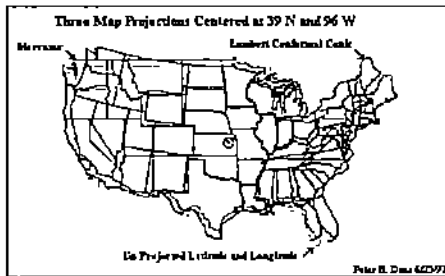 Three Map Projections Centered at 39 N and 96 W
Mercator
Lambert Conformal Conic
Un-Projected Latitude and Longitude
Peter H. Dana